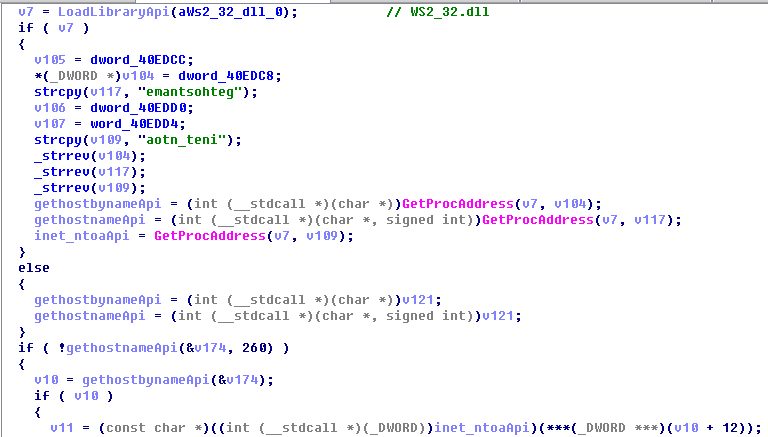 v7 = LoadLibraryApi(aWs2_32_dll_0); // WS2_32.dll
if ( v7 )
{
v105 = dword_40EDCC;
*(_DWORD *)v104 = dword_40EDC8;
strcpy(v117, "emantsohteg");
v106 = dword_40EDD0;
v107 = word_40EDD4;
strcpy(v109, "aotn_teni");
_strrev(v104);
_strrev(v117);
_strrev(v109);
gethostbynameApi = (int (__stdcall *)(char *))GetProcAddress(v7, v104);
gethostnameApi = (int (__stdcall *)(char *, signed int))GetProcAddress(v7, v117);
inet_ntoaApi = GetProcAddress(v7, v109);
}
else
{
gethostbynameApi = (int (__stdcall *)(char *))v121;
gethostnameApi = (int (__stdcall *)(char *, signed int))v121;
}
if ( !gethostnameApi(&v174, 260) )
{
v10 = gethostbynameApi(&v174);
if ( v10 )
{
v11 = (const char *)((int (__stdcall *)(_DWORD))inet_ntoaApi)(***(_DWORD ***)(v10 + 12));